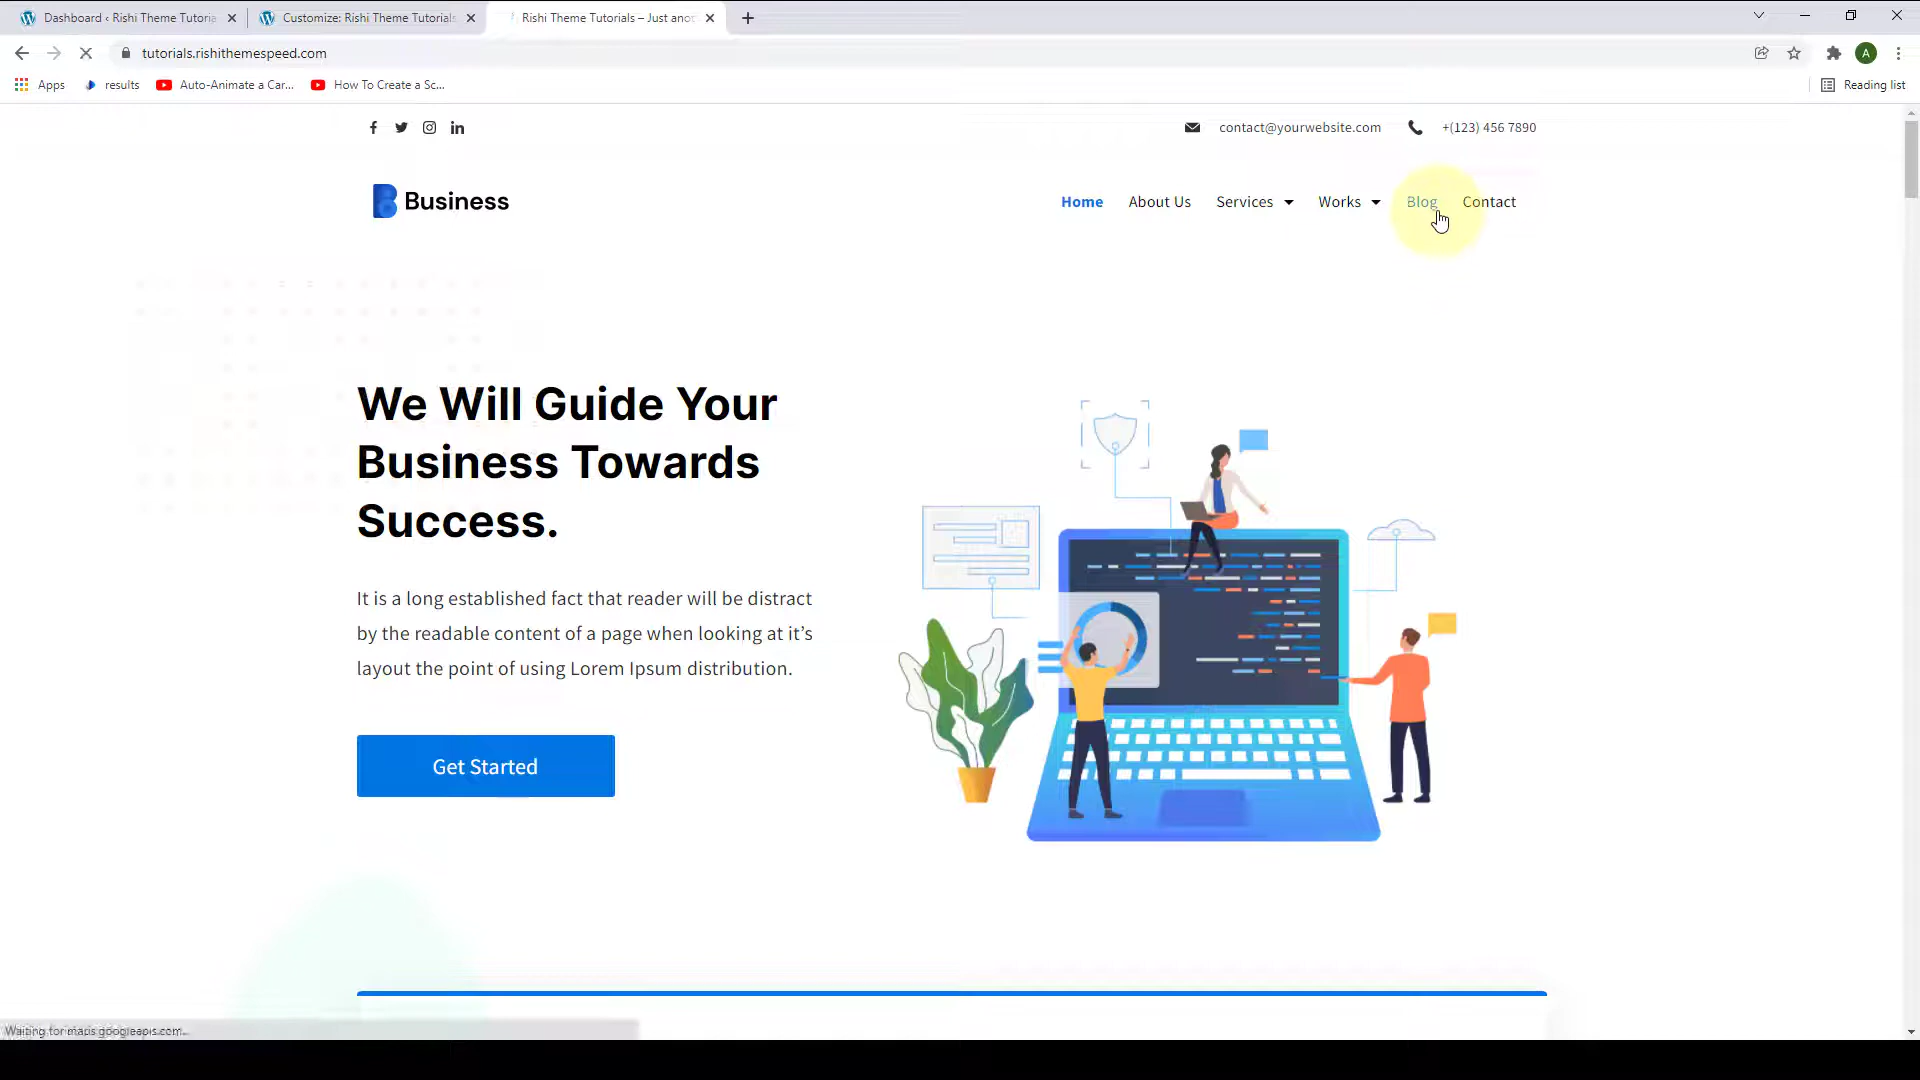 Dashboard ‹ Rishi Theme Tutoria
Customize: Rishi Theme Tutorials
Rishi Theme Tutorials – Just ano
tutorials.rishithemespeed.com
A
Apps
results
Auto-Animate a Car...
How To Create a Sc...
Reading list
contact@yourwebsite.com
+(123) 456 7890
Business
Home
About Us
Services
Works
Blog
Contact
We Will Guide Your
Business Towards
Success.
It is a long established fact that reader will be distract
by the readable content of a page when looking at it’s
layout the point of using Lorem Ipsum distribution.
Get Started
Waiting for maps.googleapis.com...